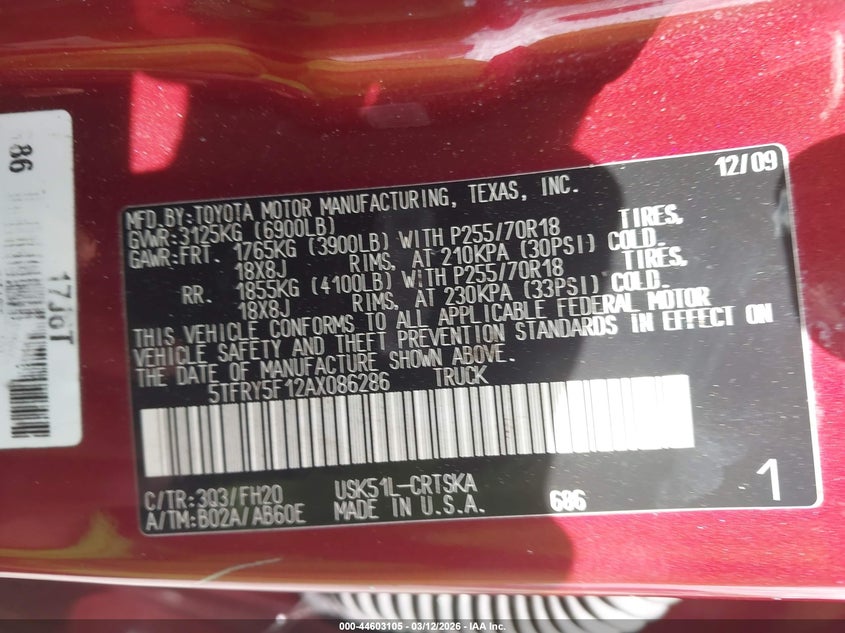 86
17J6T
12/09
MFD.BY:TOYOTA MOTOR MANUFACTURING, TEXAS, INC.
GVWR:3125KG (6900LB)
GAWR:FRT. 1765KG (3900LB) WITH P255/70R18 TIRES,
18X8J RIMS, AT 210KPA (30PSI) COLD.
RR. 1855KG (4100LB) WITH P255/70R18 TIRES,
18X8J RIMS, AT 230KPA (33PSI) COLD.
THIS VEHICLE CONFORMS TO ALL APPLICABLE FEDERAL MOTOR
VEHICLE SAFETY AND THEFT PREVENTION STANDARDS IN EFFECT ON
THE DATE OF MANUFACTURE SHOWN ABOVE.
5TFRY5F12AX086286 TRUCK
C/TR:3Q3/FH20 USK51L-CRTSKA
A/TM:B02A/AB60E MADE IN U.S.A. 686
1
000-44603105 - 03/12/2026 - IAA, Inc.